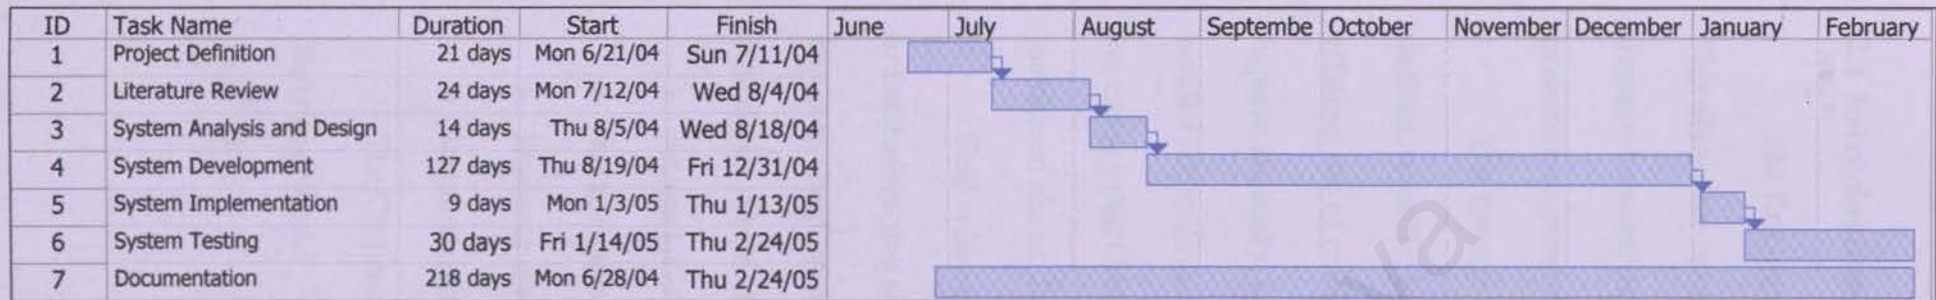 ID Task Name Duration Start Finish June July August Septembe October November December January February
1 Project Definition 21 days Mon 6/21/04 Sun 7/11/04
2 Literature Review 24 days Mon 7/12/04 Wed 8/4/04
3 System Analysis and Design 14 days Thu 8/5/04 Wed 8/18/04
4 System Development 127 days Thu 8/19/04 Fri 12/31/04
5 System Implementation 9 days Mon 1/3/05 Thu 1/13/05
6 System Testing 30 days Fri 1/14/05 Thu 2/24/05
7 Documentation 218 days Mon 6/28/04 Thu 2/24/05